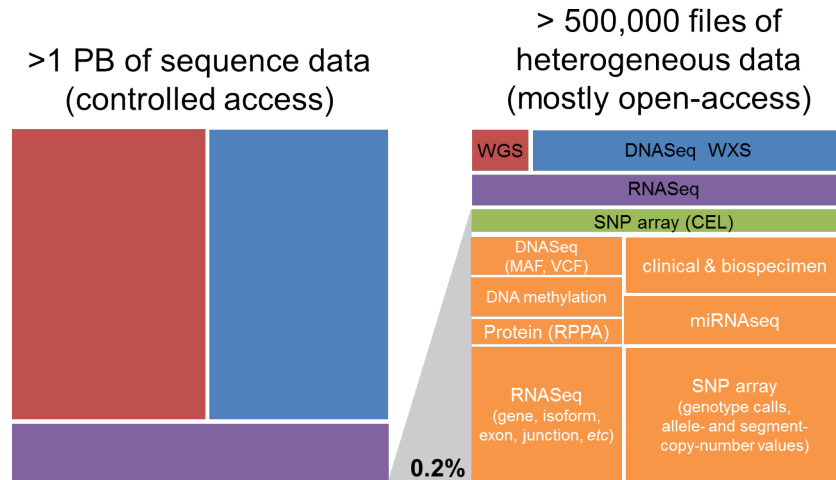 >1 PB of sequence data
(controlled access)
> 500,000 files of
heterogeneous data
(mostly open-access)
WGS
DNASeq WXS
RNASeq
SNP array (CEL)
DNASeq
(MAF, VCF)
clinical & biospecimen
DNA methylation
miRNAseq
Protein (RPPA)
RNASeq
(gene, isoform,
exon, junction, etc)
SNP array
(genotype calls,
allele- and segment-
copy-number values)
0.2%